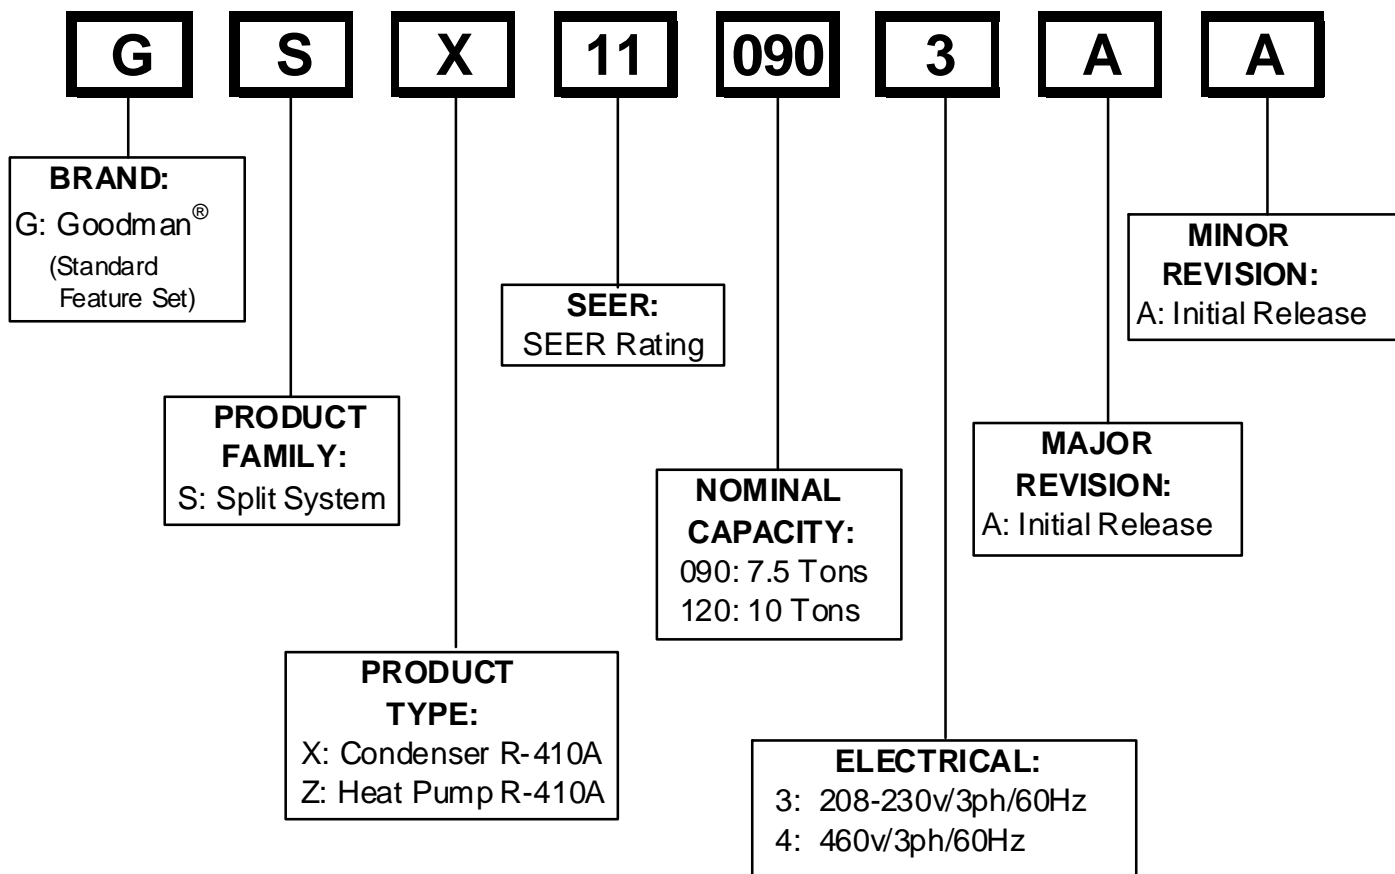 G S X 11 090 3 A A
BRAND:
G: Goodman®
(Standard
Feature Set)
PRODUCT
FAMILY:
S: Split System
PRODUCT
TYPE:
X: Condenser R-410A
Z: Heat Pump R-410A
SEER:
SEER Rating
NOMINAL
CAPACITY:
090: 7.5 Tons
120: 10 Tons
ELECTRICAL:
3: 208-230v/3ph/60Hz
4: 460v/3ph/60Hz
MAJOR
REVISION:
A: Initial Release
MINOR
REVISION:
A: Initial Release